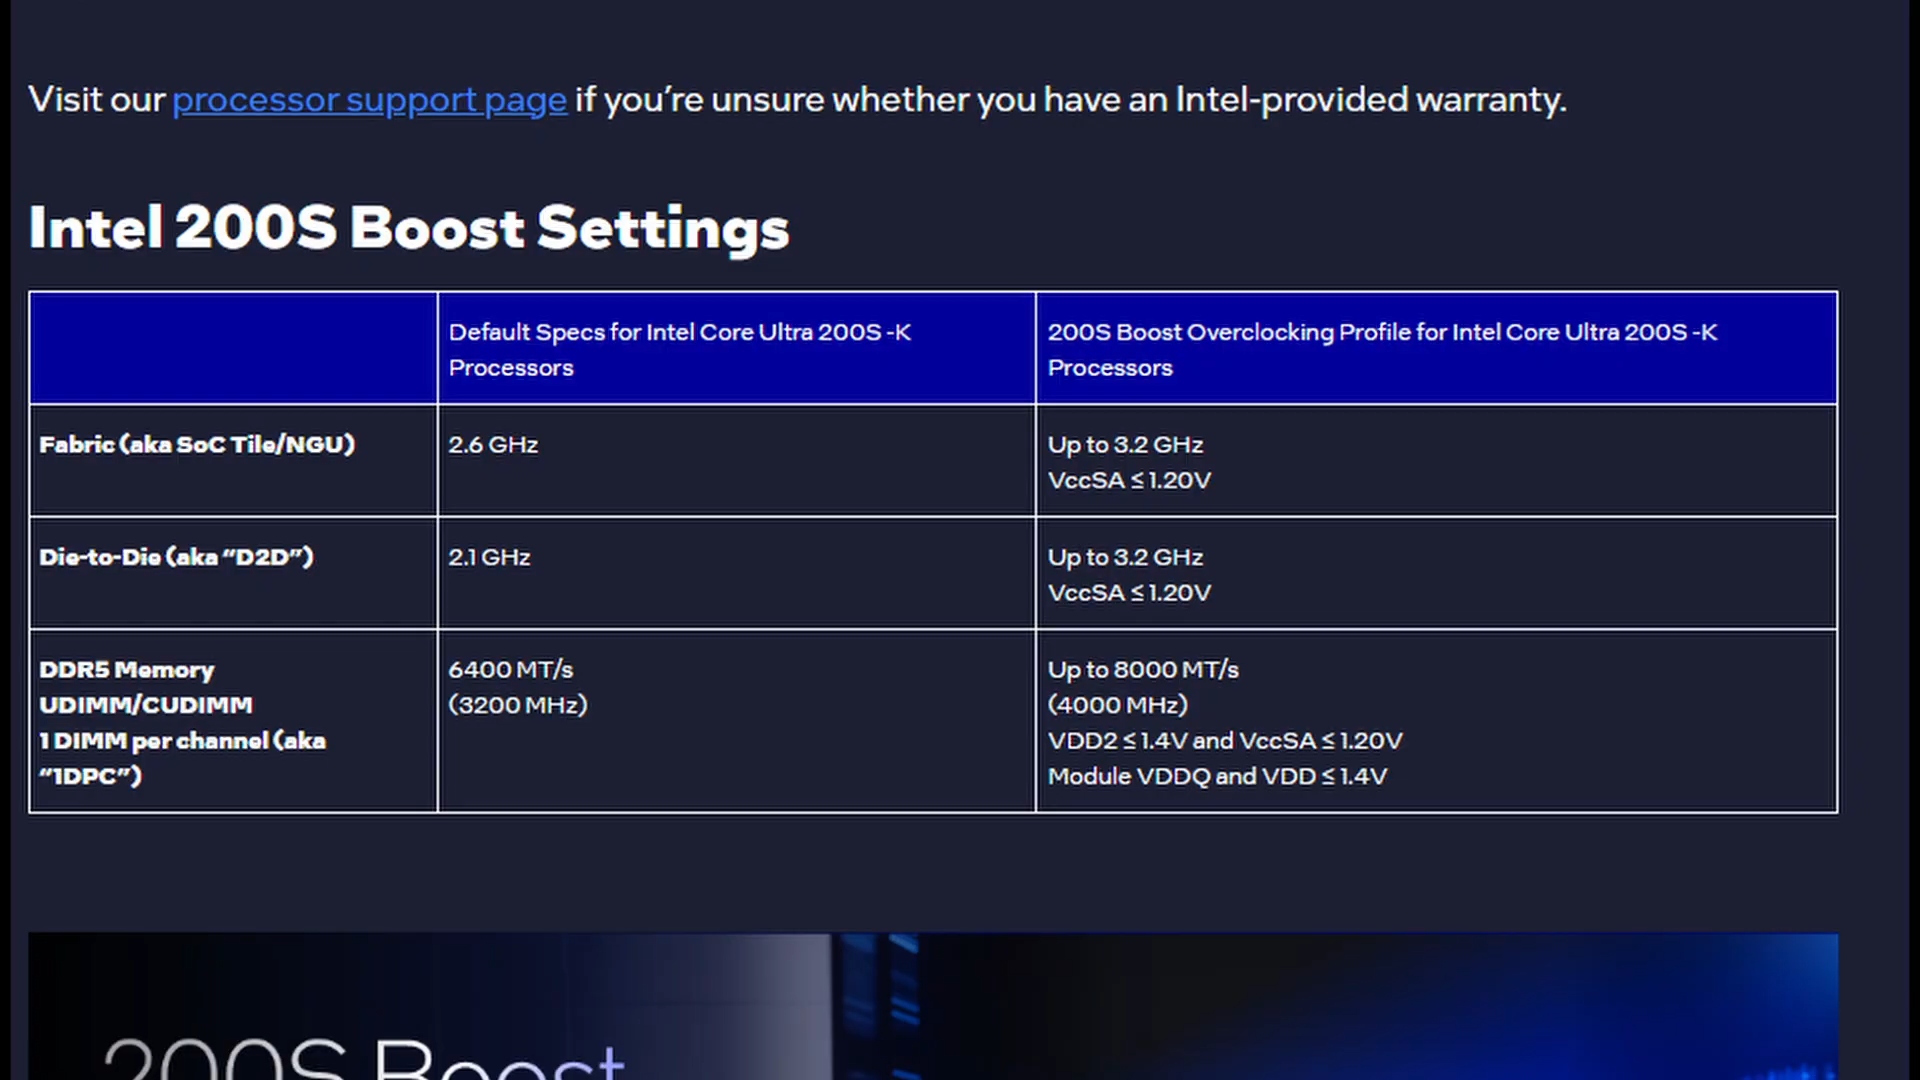 Visit our processor support page if you're unsure whether you have an Intel-provided warranty.
Intel 200S Boost Settings
Default Specs for Intel Core Ultra 200S -K
Processors
200S Boost Overclocking Profile for Intel Core Ultra 200S -K
Processors
Fabric (aka SoC Tile/NGU)
2.6 GHz
Up to 3.2 GHz
VccSA ≤ 1.20V
Die-to-Die (aka “D2D”)
2.1 GHz
Up to 3.2 GHz
VccSA ≤ 1.20V
DDR5 Memory
UDIMM/CUDIMM
1 DIMM per channel (aka
“1DPC”)
6400 MT/s
(3200 MHz)
Up to 8000 MT/s
(4000 MHz)
VDD2 ≤ 1.4V and VccSA ≤ 1.20V
Module VDDQ and VDD ≤ 1.4V
200S Boost